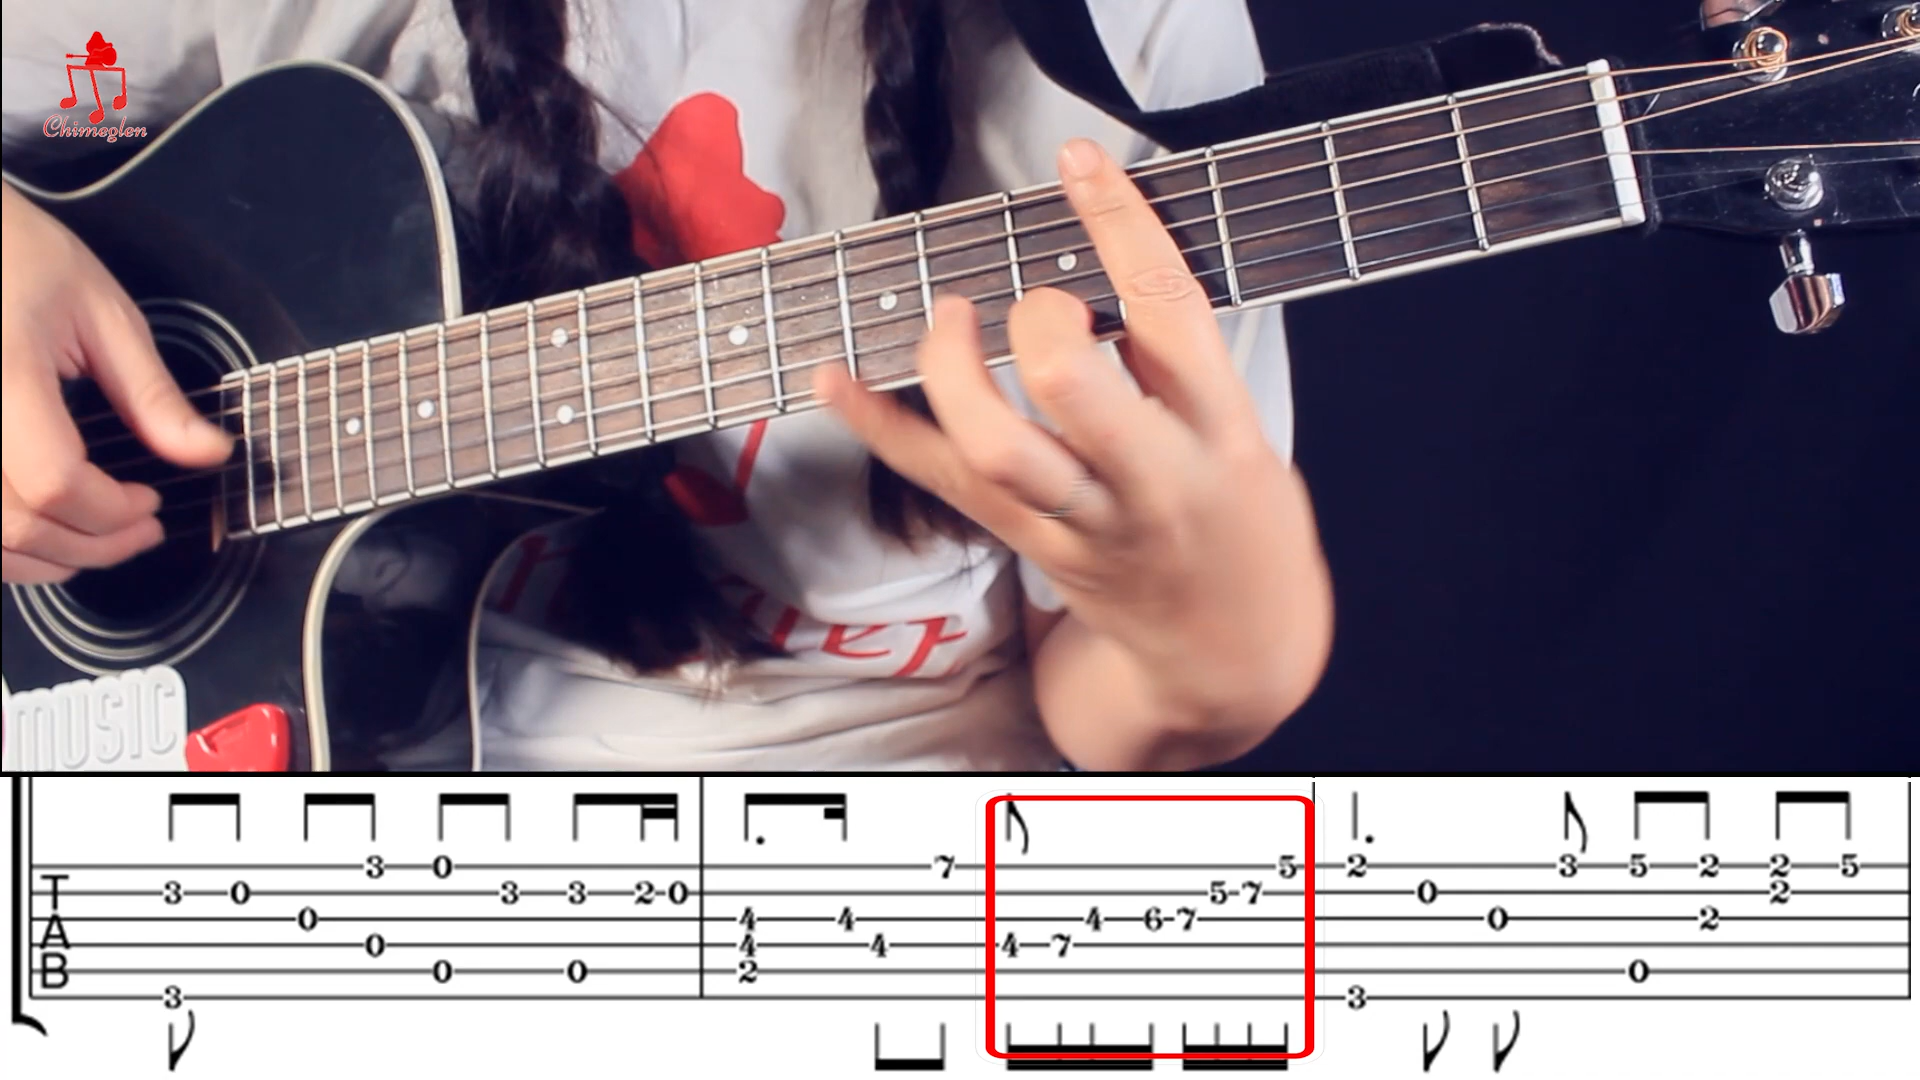 Chimeglen
MUSIC
T
A
B
3 0 3 0 3 0 3 3 2-0
0 0 0 0
3
4 4 4 7
4 4-7 4 6-7 5-7 5
2
2 0 0 3 5 2 2 5
3 0 2 2